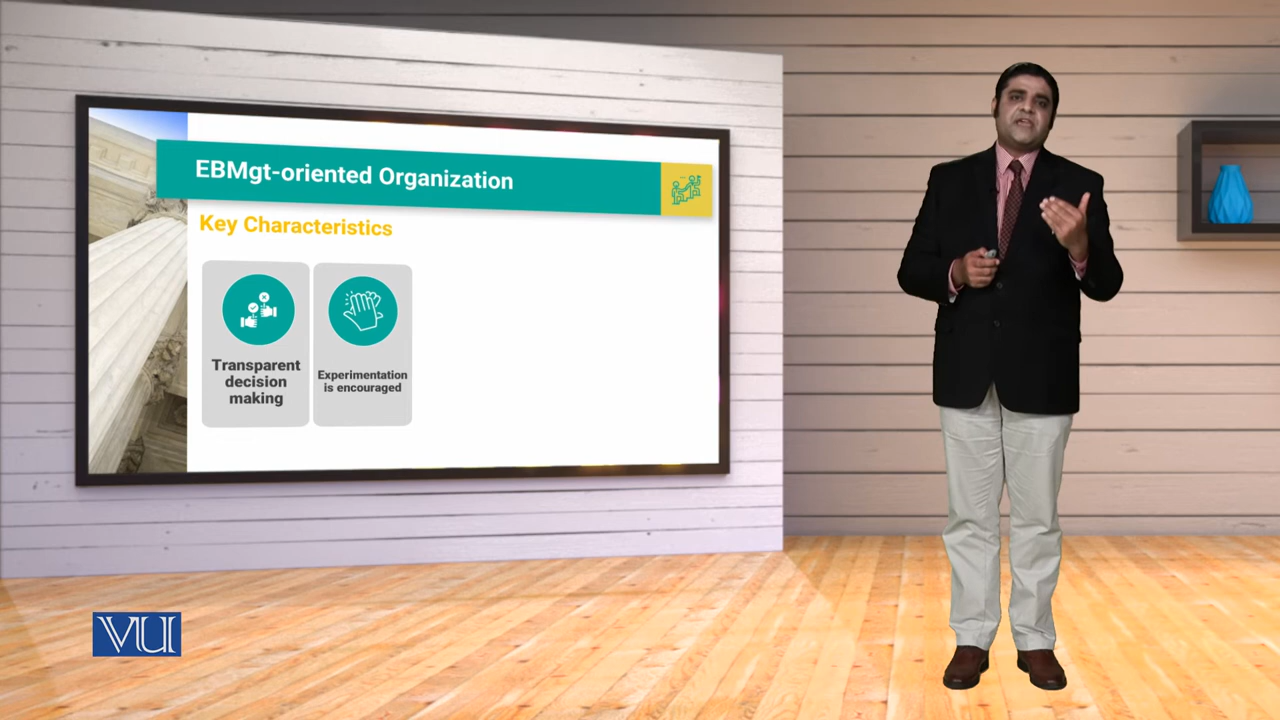 EBMgt-oriented Organization
Key Characteristics
Transparent
decision
making
Experimentation
is encouraged
VU